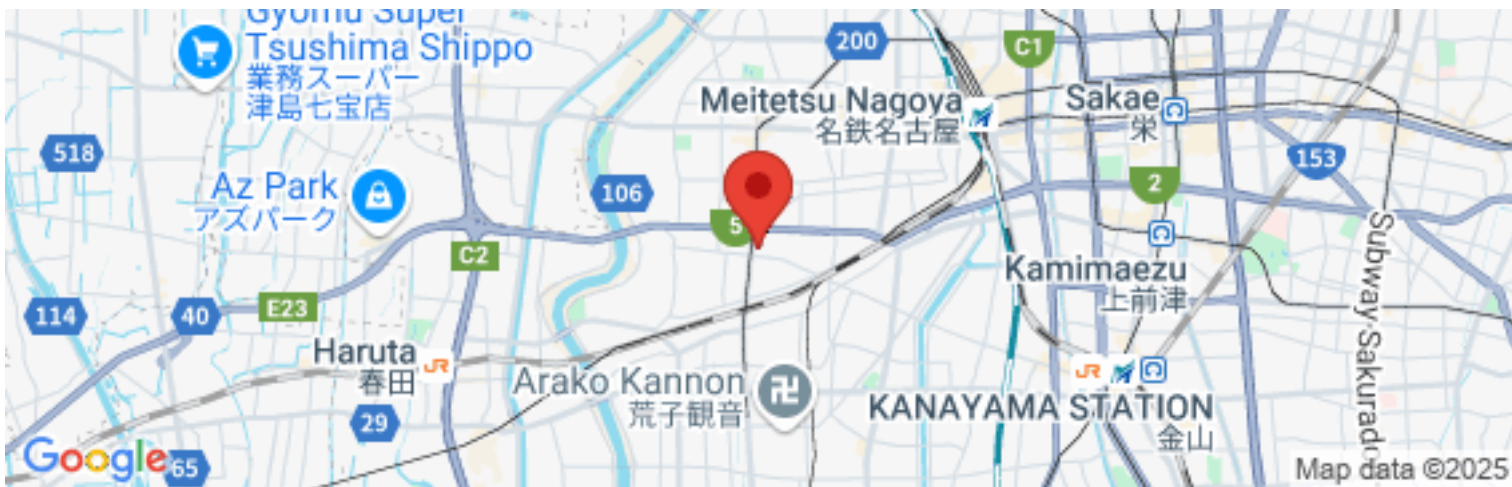 Gyomu Super
Tsushima Shippo
業務スーパー
津島七宝店
200
C1
Meitetsu Nagoya
名鉄名古屋
Sakae
栄
518
153
Az Park
アズパーク
106
2
5
C2
Kamimaezu
上前津
Subway Sakurado
E23
114
40
Haruta
春田
JR
Arako Kannon
荒子観音
卍
JR
KANAYAMA STATION
金山
29
Google
65
Map data ©2025